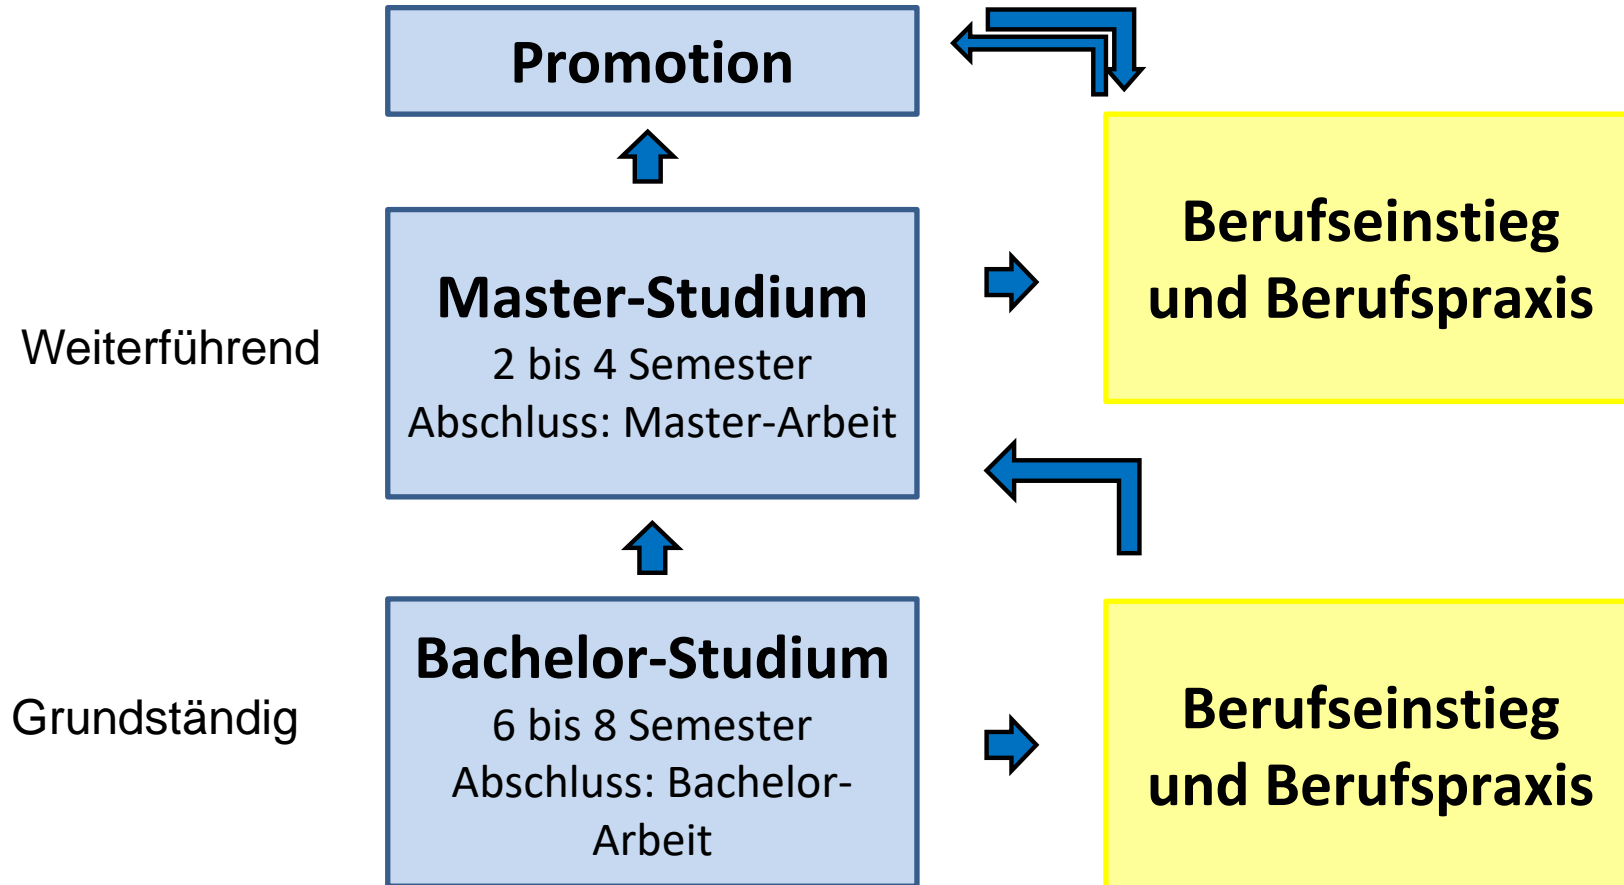 Promotion
Weiterführend
Master-Studium
2 bis 4 Semester
Abschluss: Master-Arbeit
Berufseinstieg
und Berufspraxis
Grundständig
Bachelor-Studium
6 bis 8 Semester
Abschluss: Bachelor-
Arbeit
Berufseinstieg
und Berufspraxis